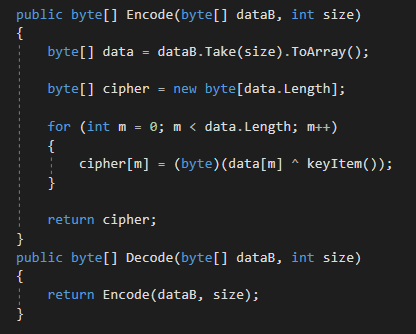 public byte[] Encode(byte[] dataB, int size)
{
byte[] data = dataB.Take(size).ToArray();
byte[] cipher = new byte[data.Length];
for (int m = 0; m < data.Length; m++)
{
cipher[m] = (byte)(data[m] ^ keyItem());
}
return cipher;
}
public byte[] Decode(byte[] dataB, int size)
{
return Encode(dataB, size);
}